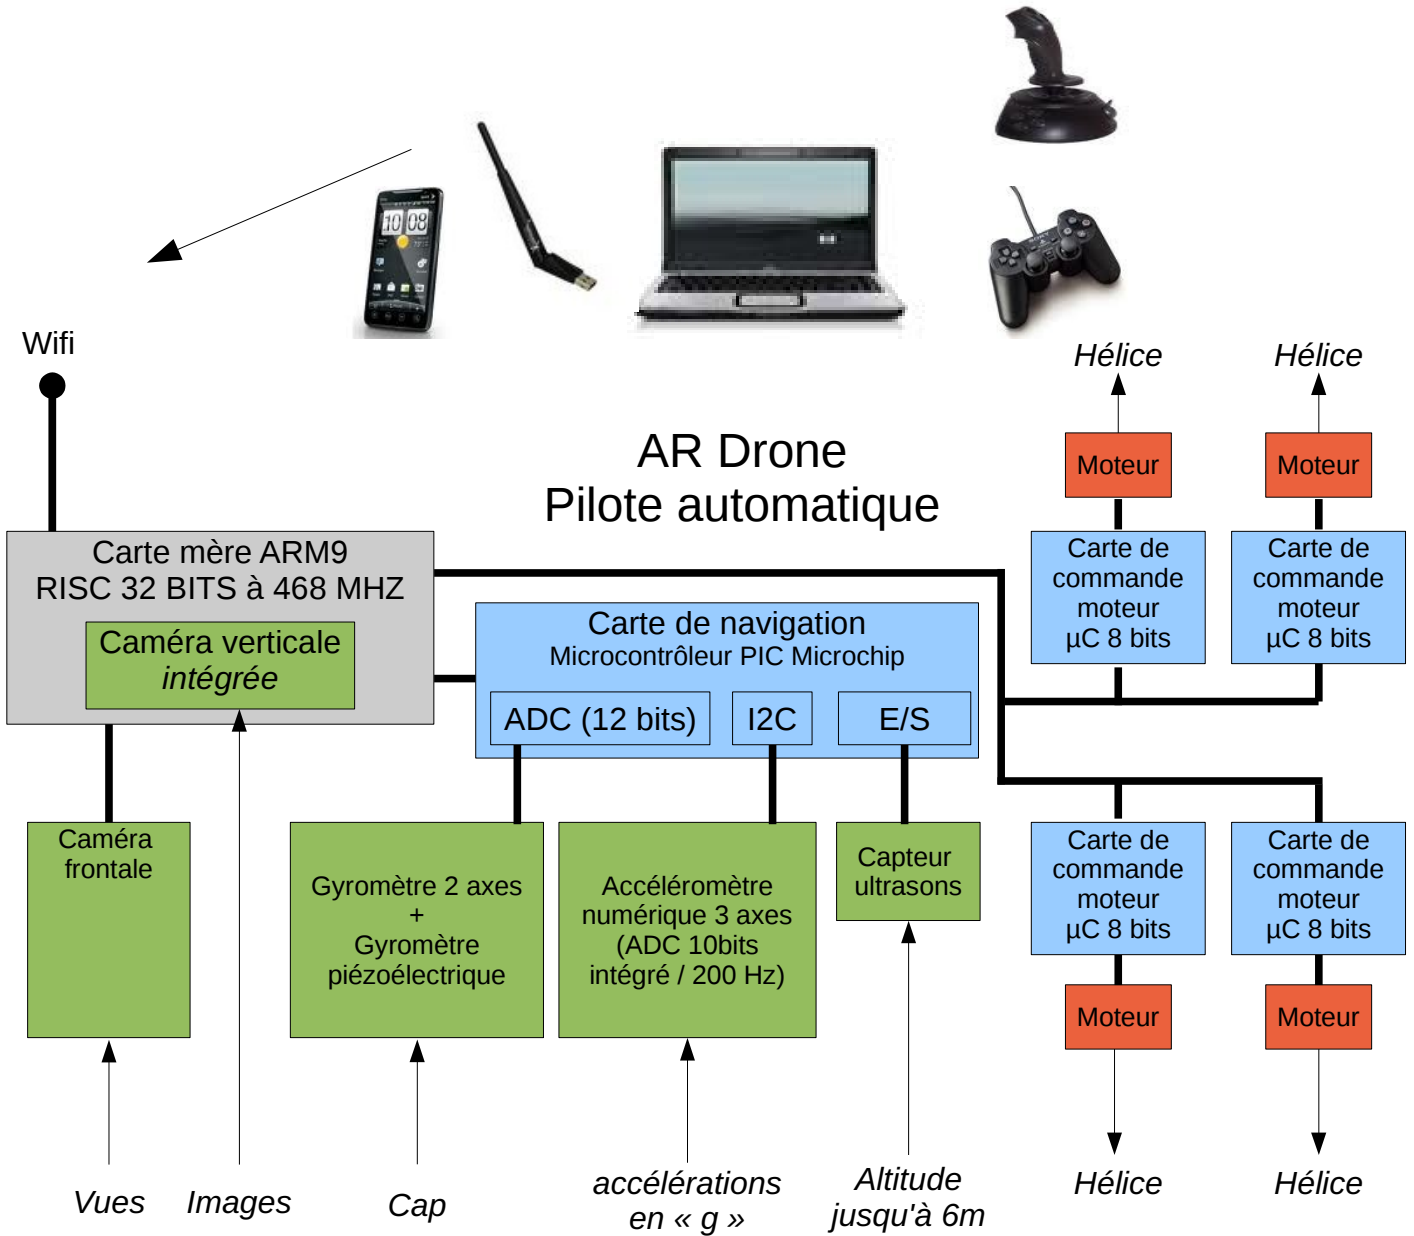 10 08
SONY
Wifi
Hélice
Hélice
AR Drone
Pilote automatique
Moteur
Moteur
Carte mère ARM9
RISC 32 BITS à 468 MHZ
Caméra verticale
intégrée
Carte de navigation
Microcontrôleur PIC Microchip
ADC (12 bits)
I2C
E/S
Carte de
commande
moteur
µC 8 bits
Carte de
commande
moteur
µC 8 bits
Caméra
frontale
Gyromètre 2 axes
+
Gyromètre
piézoélectrique
Accéléromètre
numérique 3 axes
(ADC 10bits
intégré / 200 Hz)
Capteur
ultrasons
Carte de
commande
moteur
µC 8 bits
Carte de
commande
moteur
µC 8 bits
Moteur
Moteur
Vues
Images
Cap
accélérations
en « g »
Altitude
jusqu'à 6m
Hélice
Hélice